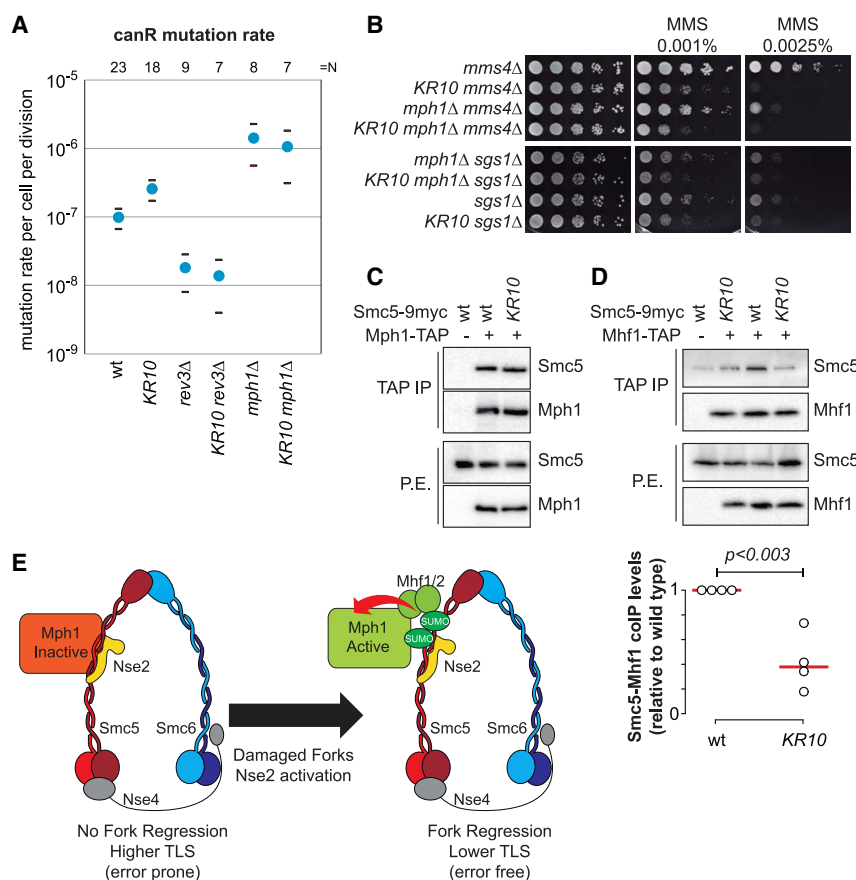 A
canR mutation rate
23 18 9 7 8 7 =N
mutation rate per cell per division
10-5
10-6
10-7
10-8
10-9
wt
KR10
rev3Δ
KR10 rev3Δ
mph1Δ
KR10 mph1Δ
B
MMS
0.001%
MMS
0.0025%
mms4Δ
KR10 mms4Δ
mph1Δ mms4Δ
KR10 mph1Δ mms4Δ
mph1Δ sgs1Δ
KR10 mph1Δ sgs1Δ
sgs1Δ
KR10 sgs1Δ
C
Smc5-9myc wt wt KR10
Mph1-TAP - + +
TAP IP
Smc5
Mph1
P.E.
Smc5
Mph1
D
Smc5-9myc wt KR10 wt KR10
Mhf1-TAP - + + +
TAP IP
Smc5
Mhf1
P.E.
Smc5
Mhf1
p<0.003
Smc5-Mhf1 coIP levels
(relative to wild type)
1
0
wt KR10
E
Mph1
Inactive
Nse2
Smc5
Smc6
Nse4
No Fork Regression
Higher TLS
(error prone)
Damaged Forks
Nse2 activation
Mhf1/2
Mph1
Active
SUMO
SUMO
Nse2
Smc5
Smc6
Nse4
Fork Regression
Lower TLS
(error free)